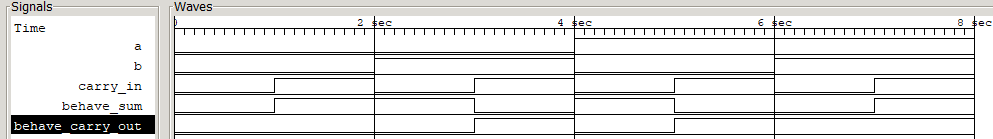 Signals
Waves
Time
0 2 sec 4 sec 6 sec 8 sec
a
b
carry_in
behave_sum
behave_carry_out